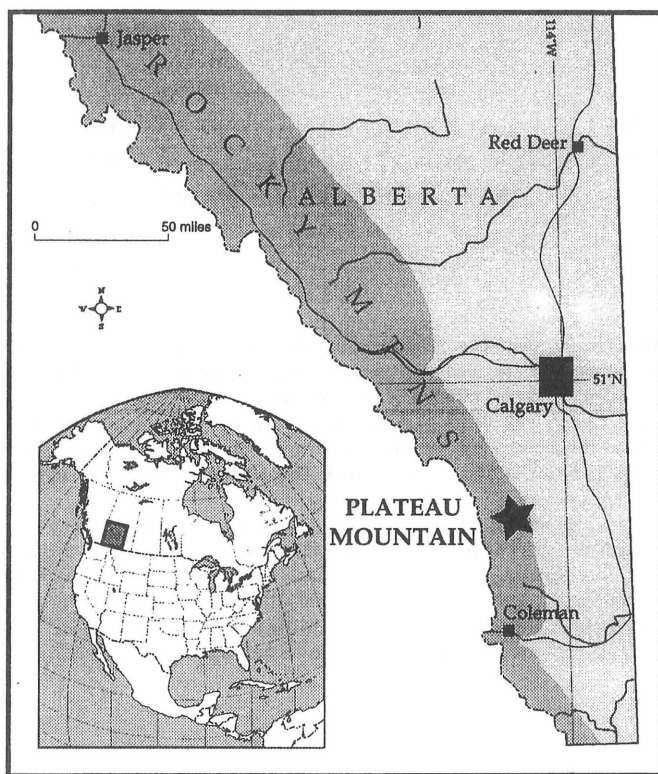 Jasper
114°W
ROCKY MTNS
Red Deer
ALBERTA
0 50 miles
N
W E
S
51°N
Calgary
PLATEAU
MOUNTAIN
Coleman